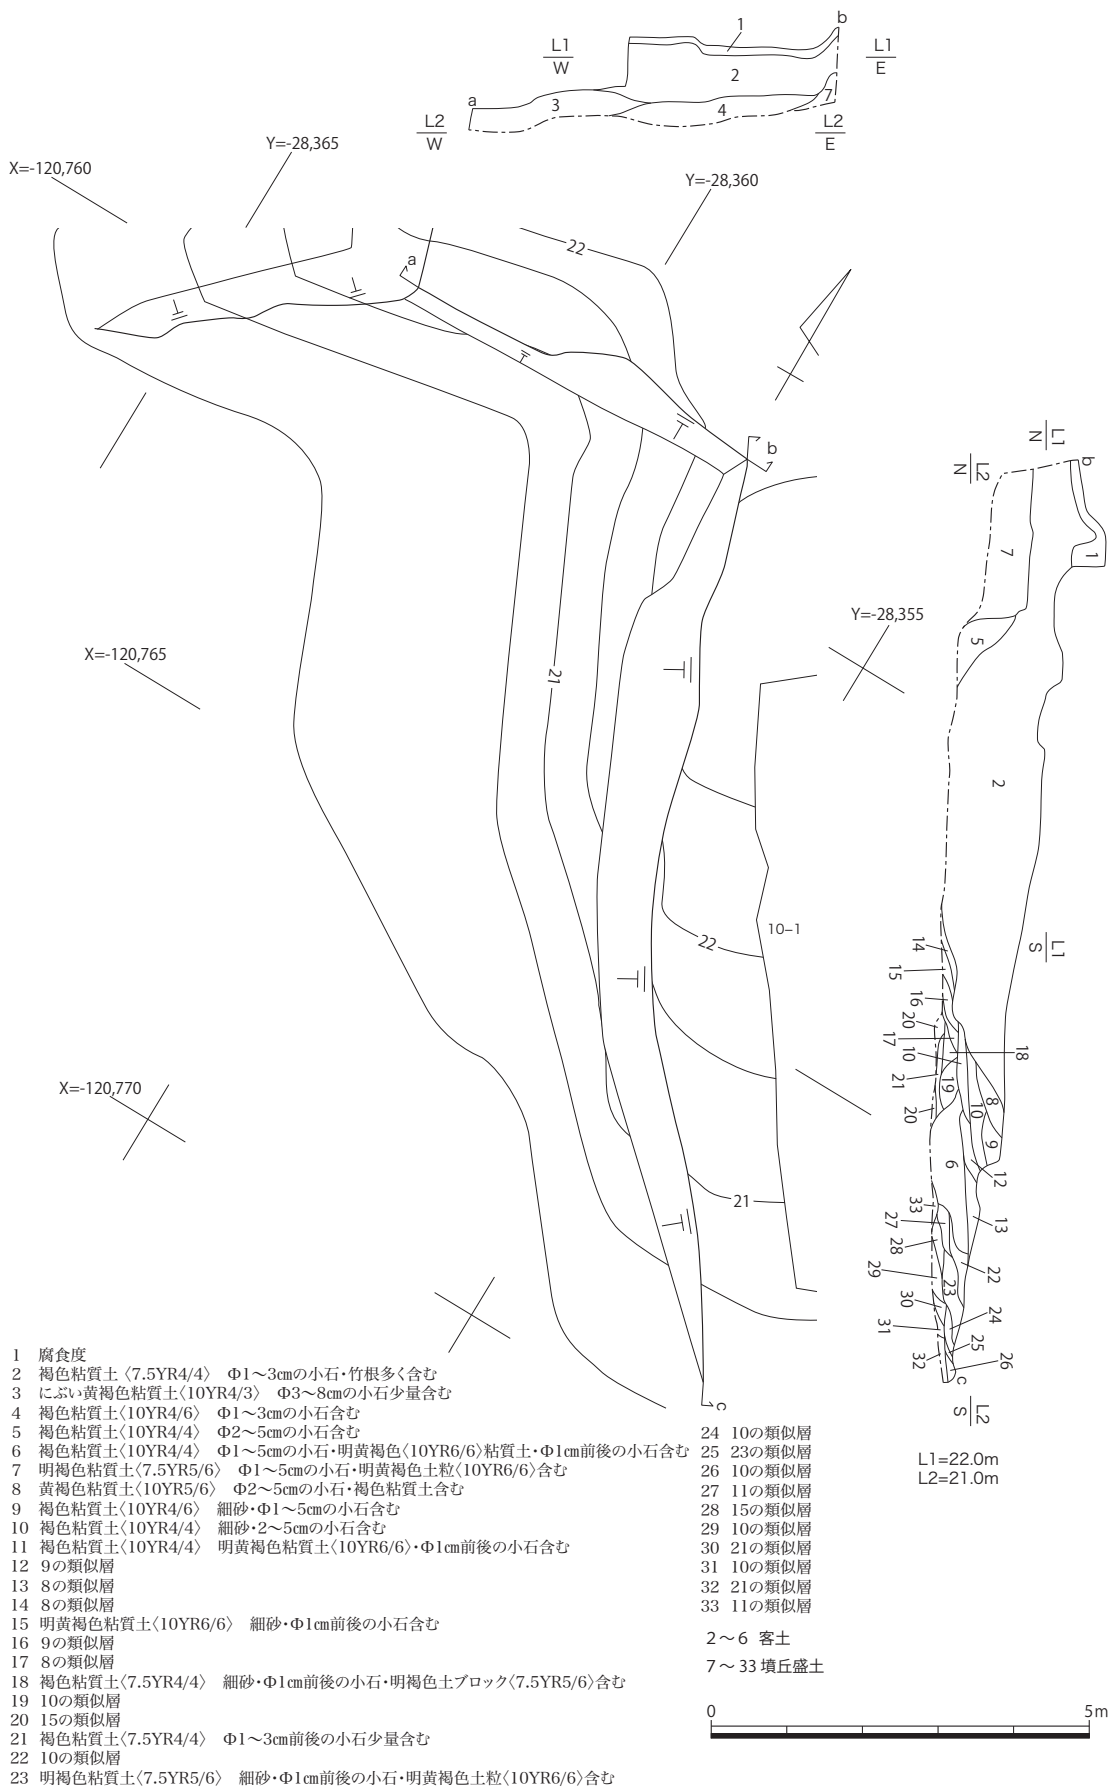 1
b
L1
W
L1
E
2
a
3
4
7
L2
W
L2
E
Y=-28,365
X=-120,760
Y=-28,360
22
a
b
L1
N
L2
N
b
1
7
5
Y=-28,355
X=-120,765
21
2
10-1
22
L1
S
14
15
16
20
17
10
18
21
19
8
10
20
9
6
12
X=-120,770
33
13
27
21
28
22
29
23
30
24
31
25
32
26
c
c
L2
S
L1=22.0m
L2=21.0m
1 腐食度
2 褐色粘質土〈7.5YR4/4〉 Φ1〜3㎝の小石・竹根多く含む
3 にぶい黄褐色粘質土〈10YR4/3〉 Φ3〜8㎝の小石少量含む
4 褐色粘質土〈10YR4/6〉 Φ1〜3㎝の小石含む
5 褐色粘質土〈10YR4/4〉 Φ2〜5㎝の小石含む
6 褐色粘質土〈10YR4/4〉 Φ1〜5㎝の小石・明黄褐色〈10YR6/6〉粘質土・Φ1㎝前後の小石含む
7 明褐色粘質土〈7.5YR5/6〉 Φ1〜5㎝の小石・明黄褐色土粒〈10YR6/6〉含む
8 黄褐色粘質土〈10YR5/6〉 Φ2〜5㎝の小石・褐色粘質土含む
9 褐色粘質土〈10YR4/6〉 細砂・Φ1〜5㎝の小石含む
10 褐色粘質土〈10YR4/4〉 細砂・2〜5㎝の小石含む
11 褐色粘質土〈10YR4/4〉 明黄褐色粘質土〈10YR6/6〉・Φ1㎝前後の小石含む
12 9の類似層
13 8の類似層
14 8の類似層
15 明黄褐色粘質土〈10YR6/6〉 細砂・Φ1㎝前後の小石含む
16 9の類似層
17 8の類似層
18 褐色粘質土〈7.5YR4/4〉 細砂・Φ1㎝前後の小石・明褐色土ブロック〈7.5YR5/6〉含む
19 10の類似層
20 15の類似層
21 褐色粘質土〈7.5YR4/4〉 Φ1〜3㎝前後の小石少量含む
22 10の類似層
23 明褐色粘質土〈7.5YR5/6〉 細砂・Φ1㎝前後の小石・明黄褐色土粒〈10YR6/6〉含む
24 10の類似層
25 23の類似層
26 10の類似層
27 11の類似層
28 15の類似層
29 10の類似層
30 21の類似層
31 10の類似層
32 21の類似層
33 11の類似層
2〜6 客土
7〜33 墳丘盛土
0 5m